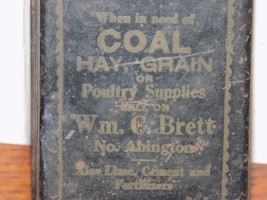 When in need of
COAL
HAY, GRAIN
OR
Poultry Supplies
CALL ON
Wm. C. Brett
No. Abington
Also Lime, Cement and
Fertilizers